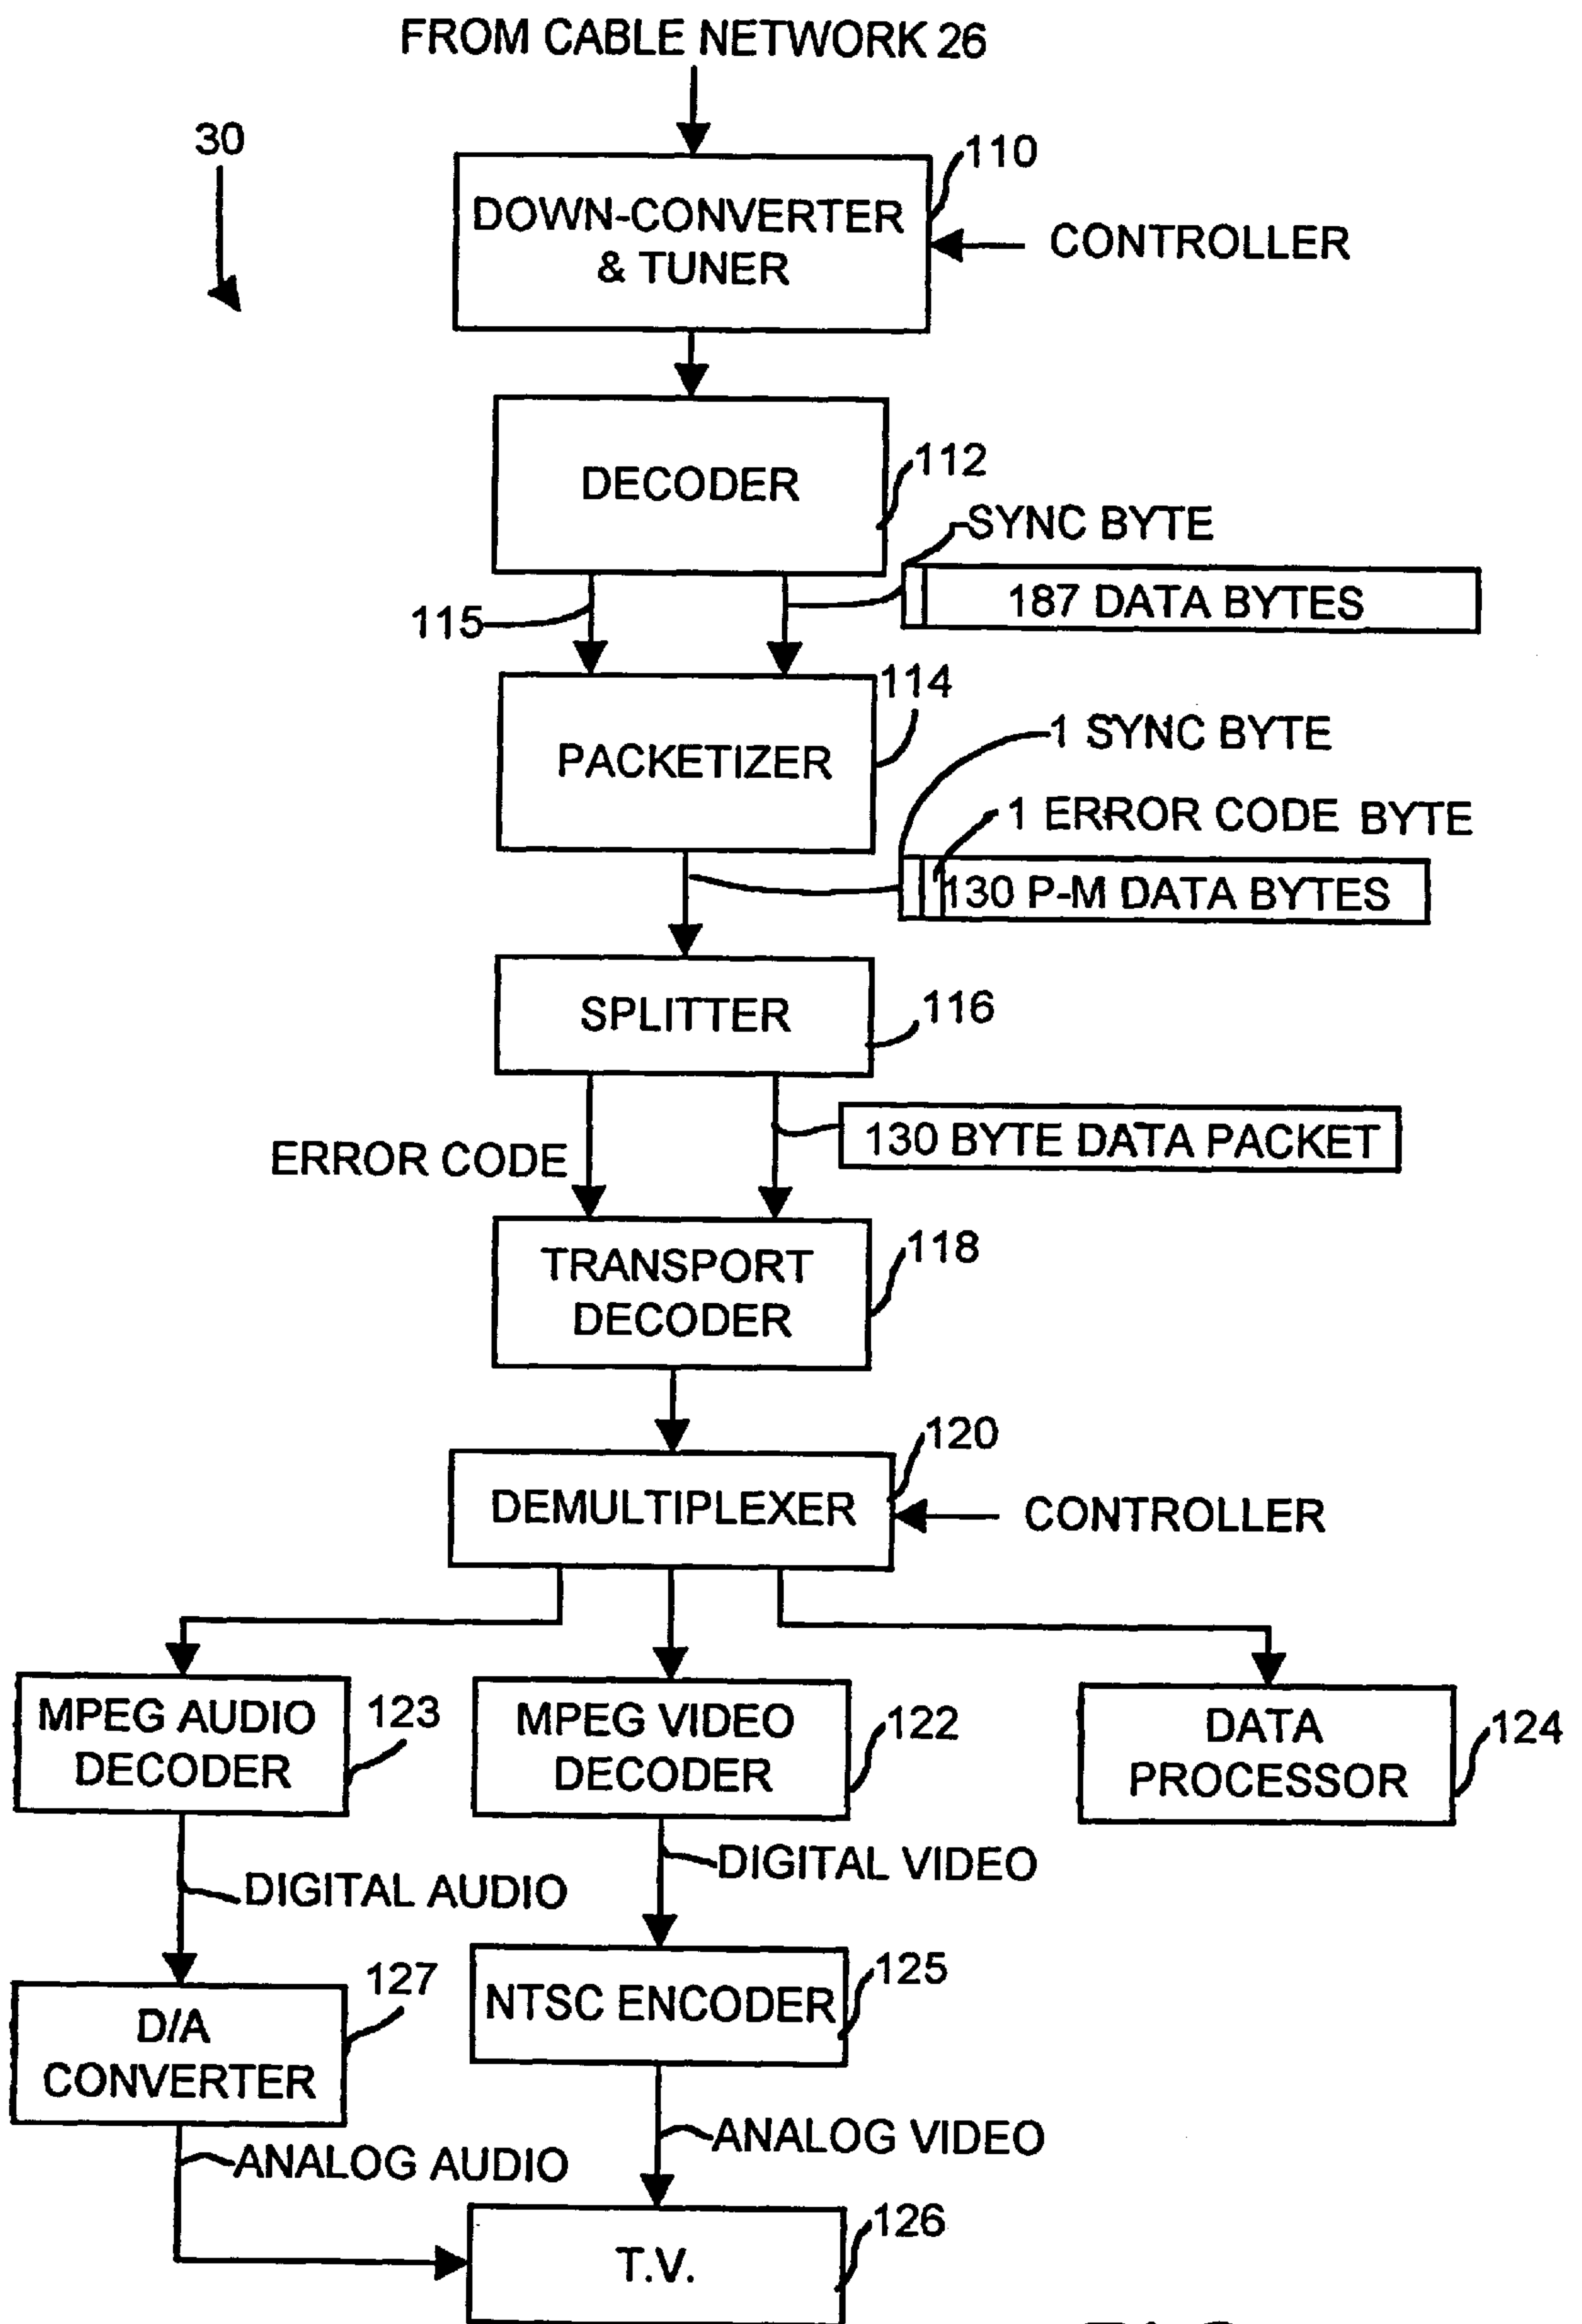 FROM CABLE NETWORK 26
30
110
DOWN-CONVERTER
& TUNER
CONTROLLER
DECODER
112
SYNC BYTE
187 DATA BYTES
115
114
PACKETIZER
1 SYNC BYTE
1 ERROR CODE BYTE
130 P-M DATA BYTES
SPLITTER
116
ERROR CODE
130 BYTE DATA PACKET
TRANSPORT
DECODER
118
120
DEMULTIPLEXER
CONTROLLER
MPEG AUDIO
DECODER
123
MPEG VIDEO
DECODER
122
DATA
PROCESSOR
124
DIGITAL AUDIO
DIGITAL VIDEO
D/A
CONVERTER
127
NTSC ENCODER
125
ANALOG AUDIO
ANALOG VIDEO
T.V.
126